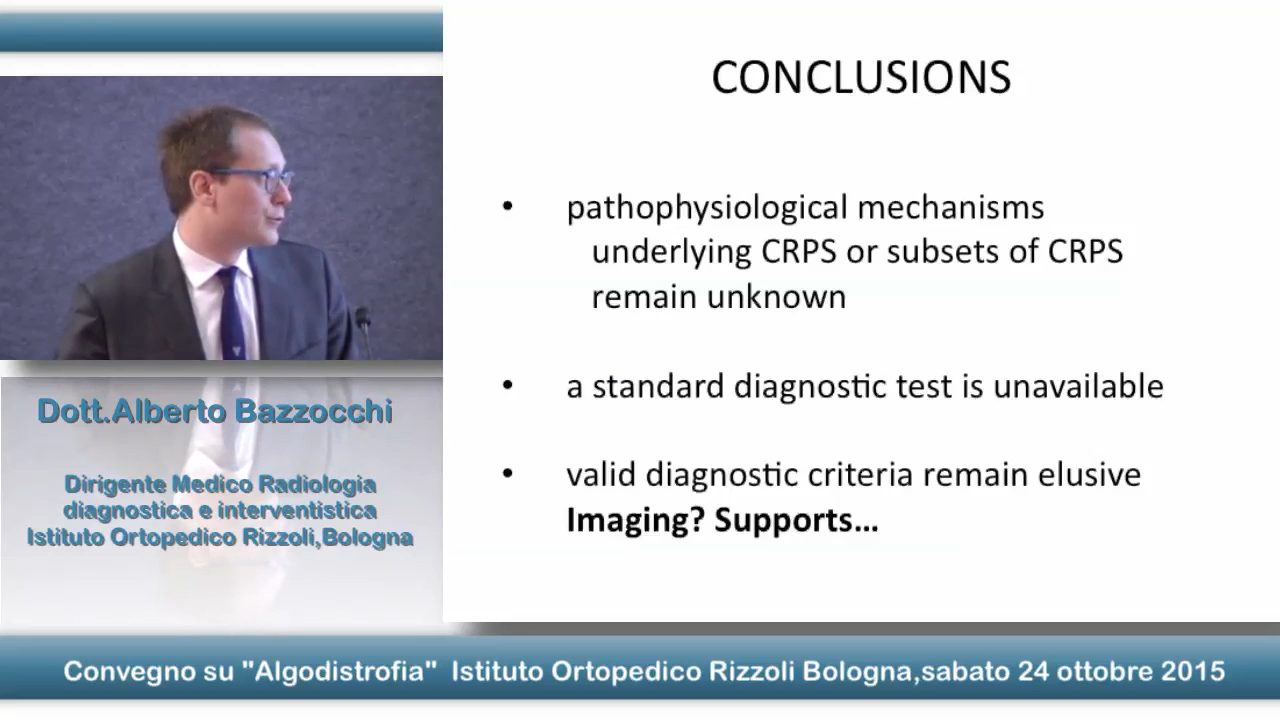 CONCLUSIONS
• pathophysiological mechanisms
underlying CRPS or subsets of CRPS
remain unknown
• a standard diagnostic test is unavailable
• valid diagnostic criteria remain elusive
Imaging? Supports...
Dott.Alberto Bazzocchi
Dirigente Medico Radiologia
diagnostica e interventistica
Istituto Ortopedico Rizzoli,Bologna
Convegno su "Algodistrofia" Istituto Ortopedico Rizzoli Bologna,sabato 24 ottobre 2015